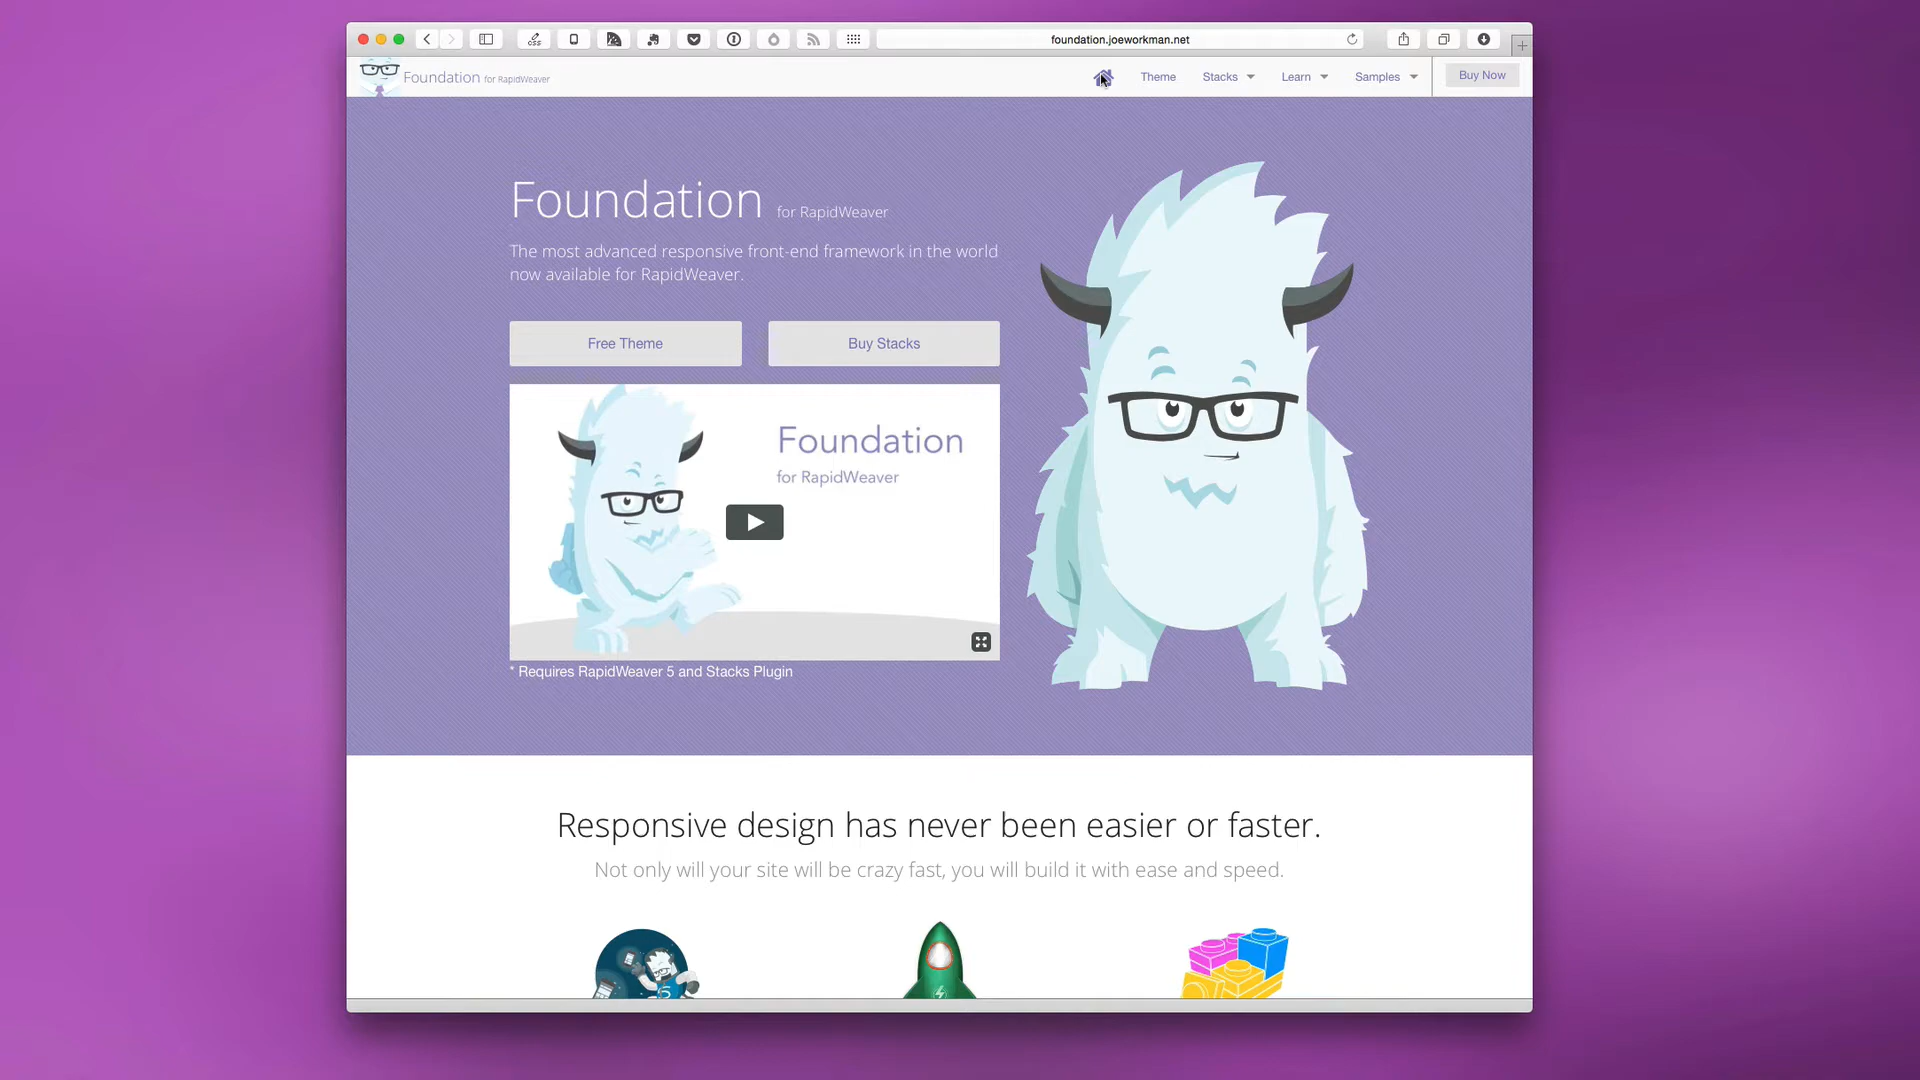 foundation.joeworkman.net
Foundation for RapidWeaver
Theme
Stacks
Learn
Samples
Buy Now
Foundation for RapidWeaver
The most advanced responsive front-end framework in the world
now available for RapidWeaver.
Free Theme
Buy Stacks
Foundation
for RapidWeaver
* Requires RapidWeaver 5 and Stacks Plugin
Responsive design has never been easier or faster.
Not only will your site will be crazy fast, you will build it with ease and speed.